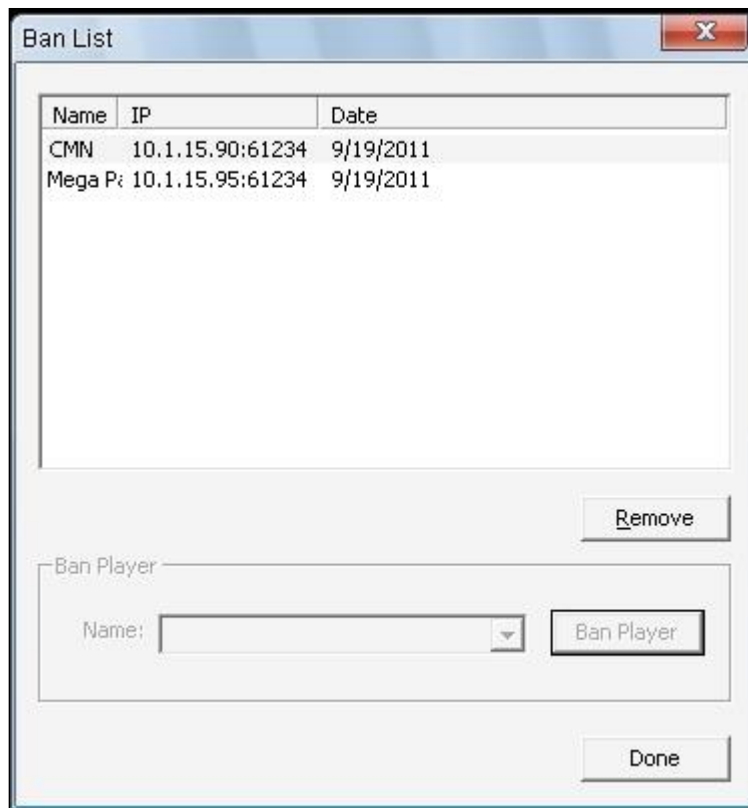 Ban List
Name IP Date
CMN 10.1.15.90:61234 9/19/2011
Mega 10.1.15.95:61234 9/19/2011
Remove
Ban Player
Name: Ban Player
Done